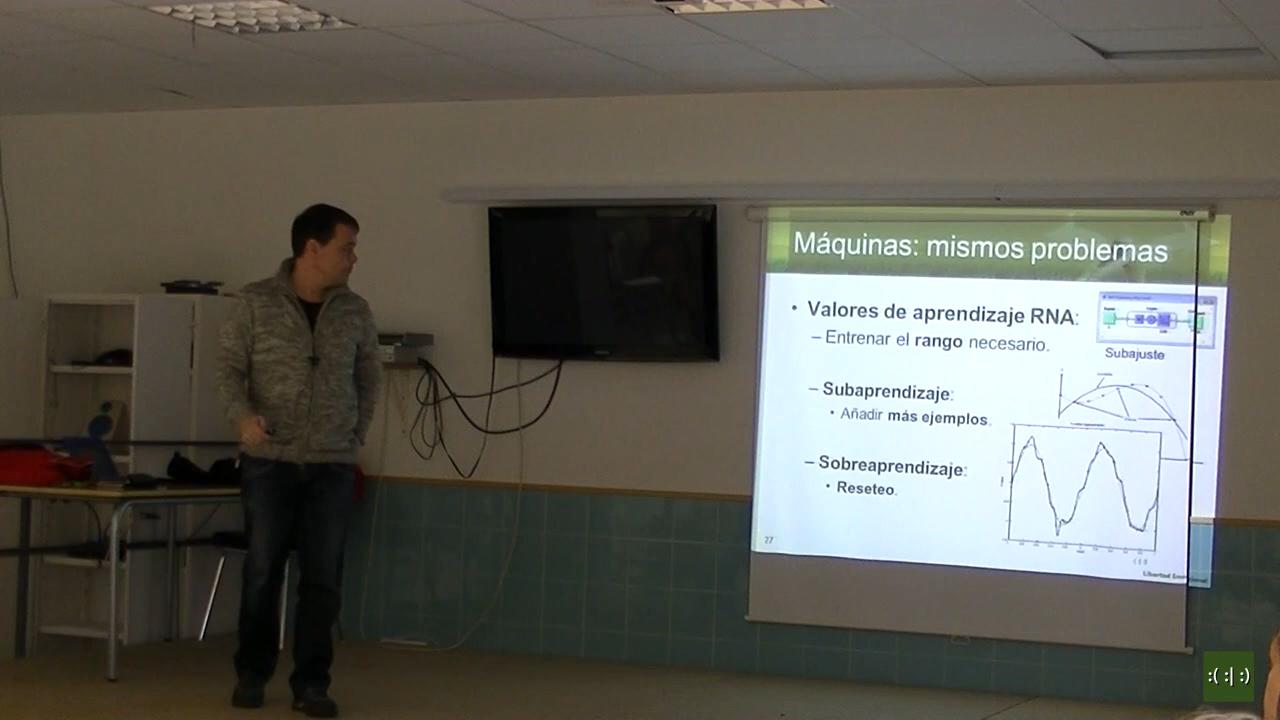 Máquinas: mismos problemas
• Valores de aprendizaje RNA:
– Entrenar el rango necesario.
Subajuste
– Subaprendizaje:
• Añadir más ejemplos.
– Sobreaprendizaje:
• Reseteo.
27
Libertad
:( :| :)